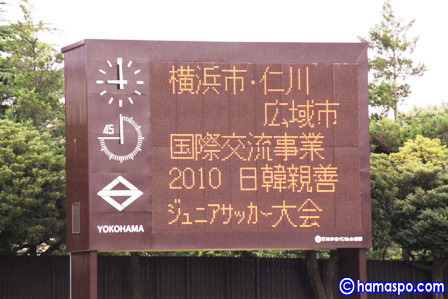 横浜市・仁川
広域市
国際交流事業
2010 日韓親善
ジュニアサッカー大会
45
YOKOHAMA
©hamaspo.com